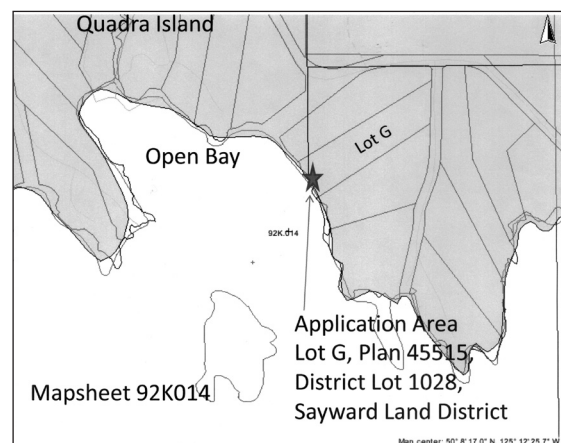 Quadra Island
Open Bay
Lot G
92K.014
Application Area
Lot G, Plan 45515,
District Lot 1028,
Sayward Land District
Mapsheet 92K014
Map center: 50° 8' 17.0" N, 125° 12' 25.7" W